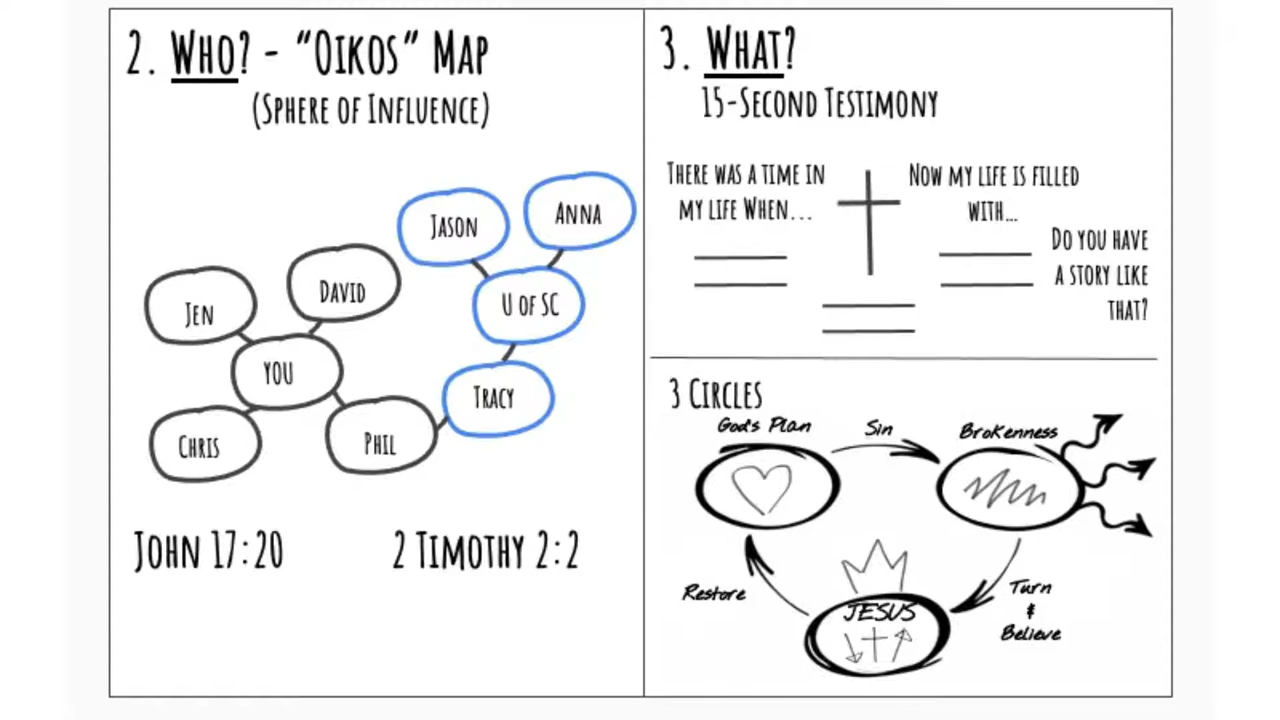 2. WHO? - “OIKOS” MAP
(SPHERE OF INFLUENCE)
JASON
ANNA
JEN
DAVID
U OF SC
YOU
TRACY
CHRIS
PHIL
JOHN 17:20
2 TIMOTHY 2:2
3. WHAT?
15-SECOND TESTIMONY
THERE WAS A TIME IN
MY LIFE WHEN...
NOW MY LIFE IS FILLED
WITH...
DO YOU HAVE
A STORY LIKE
THAT?
3 CIRCLES
God's Plan
Sin
Brokenness
Restore
JESUS
Turn
&
Believe